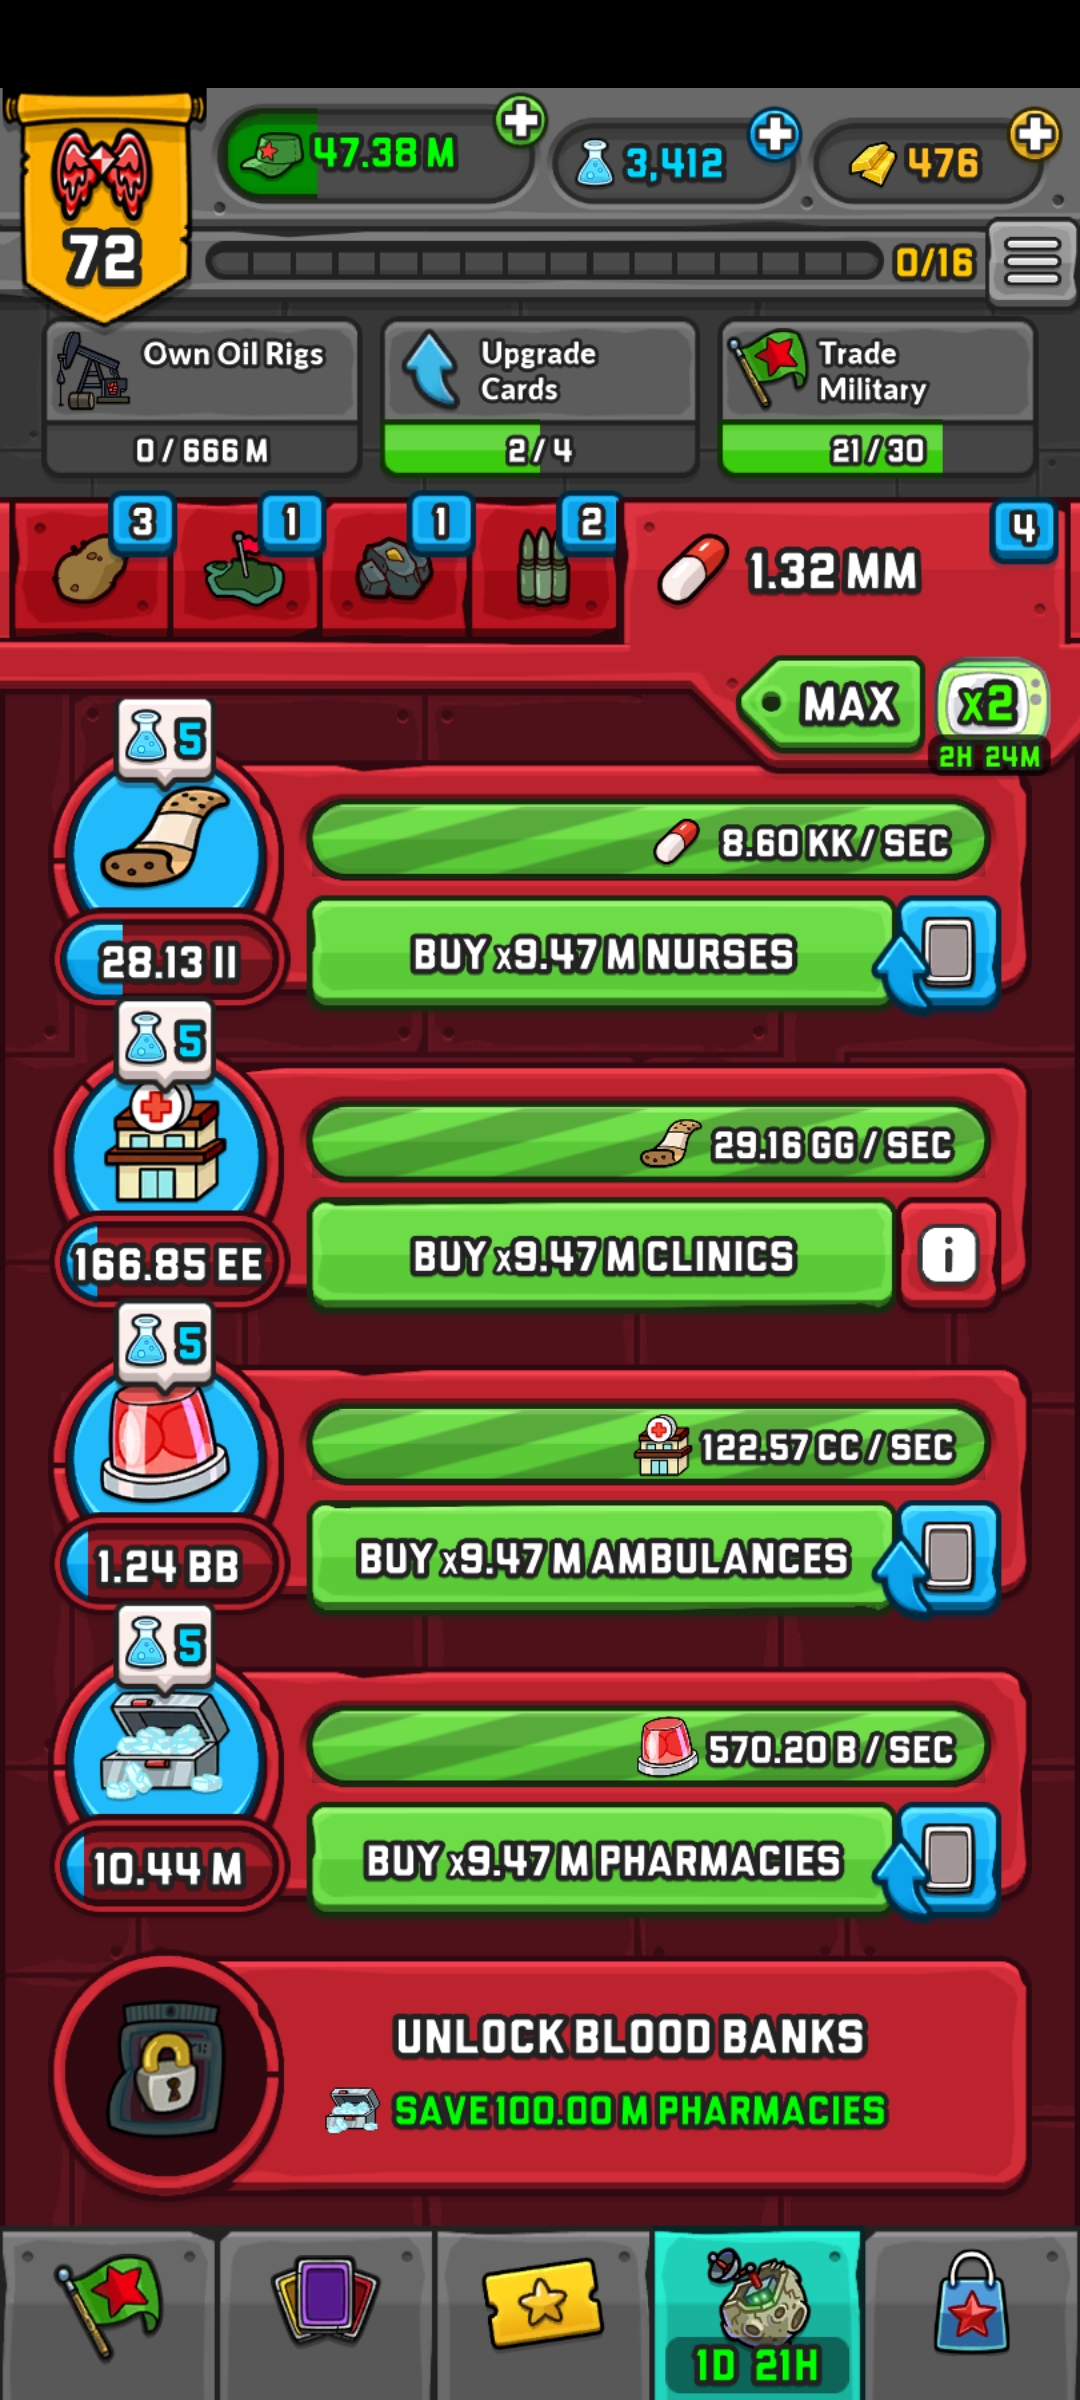 47.38 M
3,412
476
72
0/16
Own Oil Rigs
0 / 666 M
Upgrade
Cards
2 / 4
Trade
Military
21 / 30
3
1
1
2
1.32 MM
4
MAX
x2
2H 24M
5
8.60 KK / SEC
28.13 II
BUY x9.47 M NURSES
5
29.16 GG / SEC
166.85 EE
BUY x9.47 M CLINICS
i
5
122.57 CC / SEC
1.24 BB
BUY x9.47 M AMBULANCES
5
570.20 B / SEC
10.44 M
BUY x9.47 M PHARMACIES
UNLOCK BLOOD BANKS
SAVE 100.00 M PHARMACIES
1D 21H